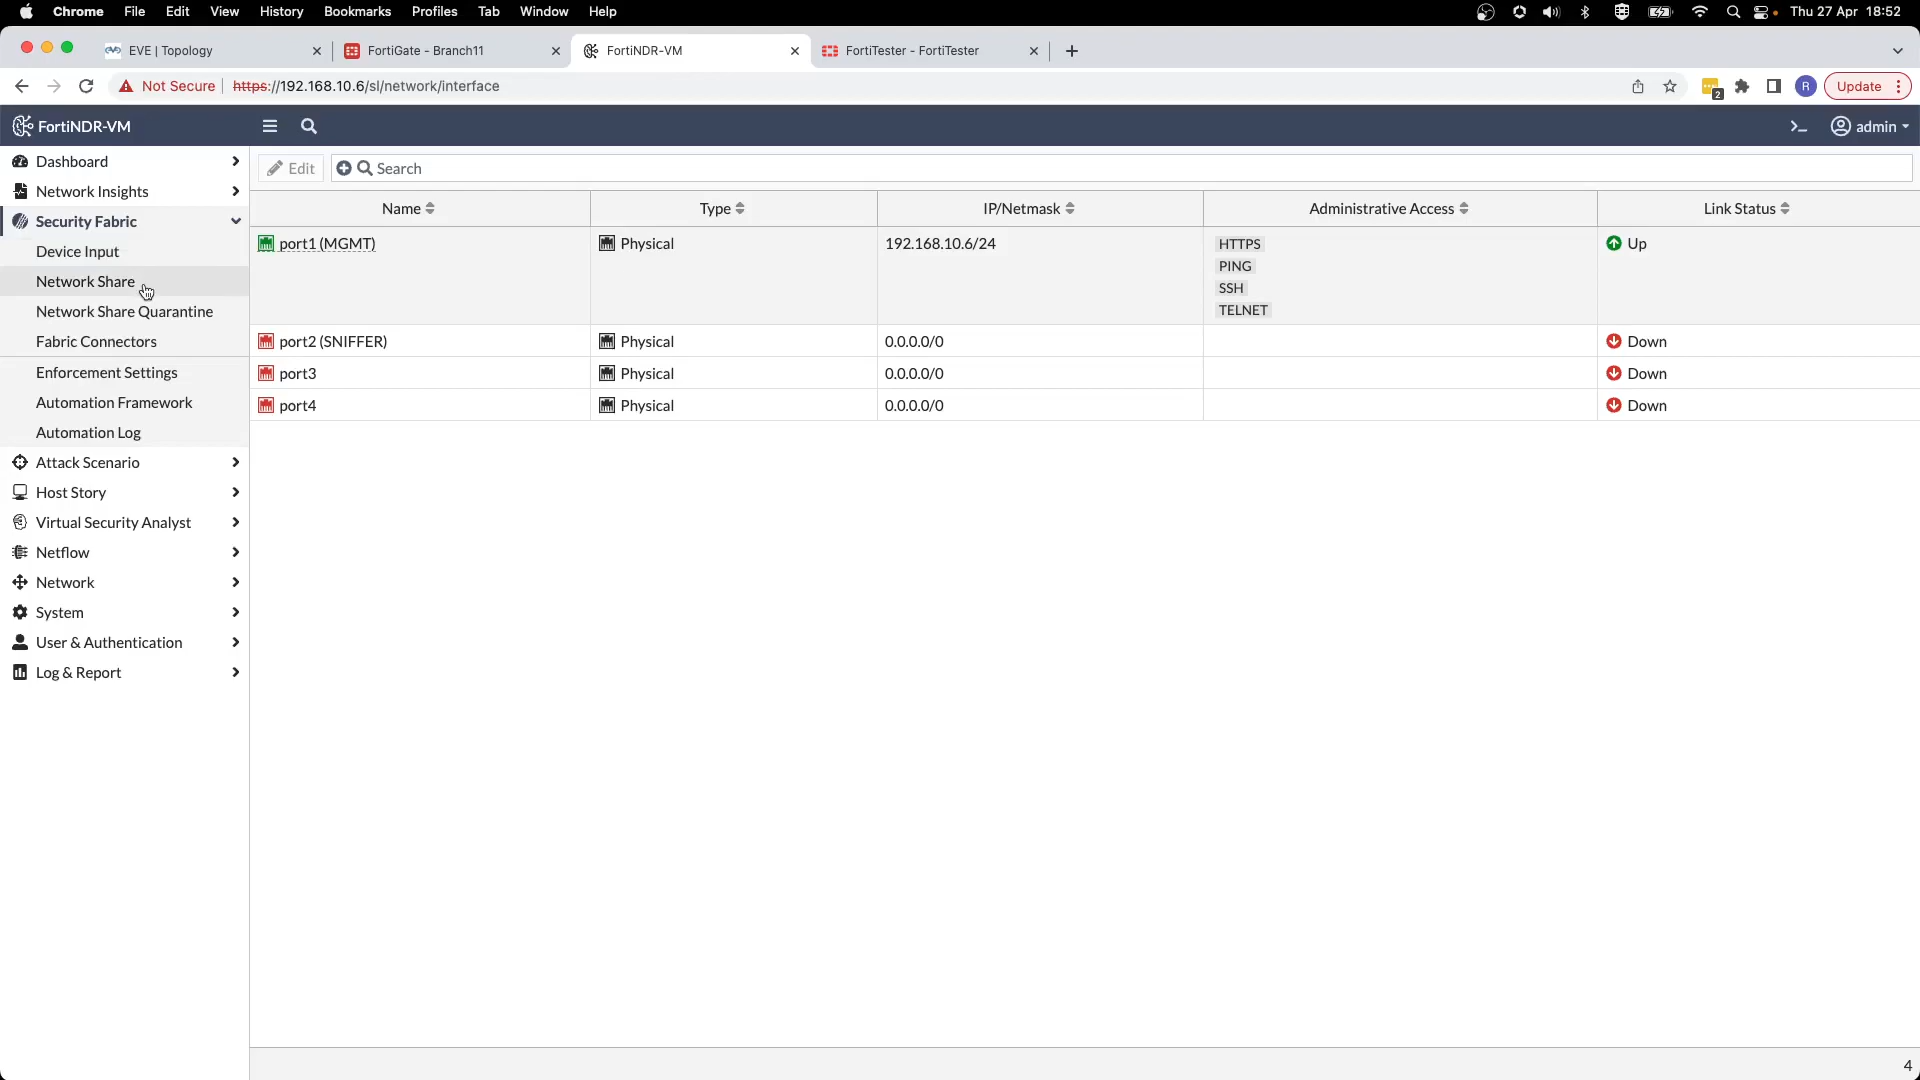 Chrome File Edit View History Bookmarks Profiles Tab Window Help Thu 27 Apr 18:52
EVE | Topology FortiGate - Branch11 FortiNDR-VM FortiTester - FortiTester
Not Secure https://192.168.10.6/sl/network/interface 2 R Update
FortiNDR-VM admin
Dashboard
Network Insights
Security Fabric
Device Input
Network Share
Network Share Quarantine
Fabric Connectors
Enforcement Settings
Automation Framework
Automation Log
Attack Scenario
Host Story
Virtual Security Analyst
Netflow
Network
System
User & Authentication
Log & Report
Edit Search
Name Type IP/Netmask Administrative Access Link Status
port1 (MGMT) Physical 192.168.10.6/24 HTTPS Up
PING
SSH
TELNET
port2 (SNIFFER) Physical 0.0.0.0/0 Down
port3 Physical 0.0.0.0/0 Down
port4 Physical 0.0.0.0/0 Down
4